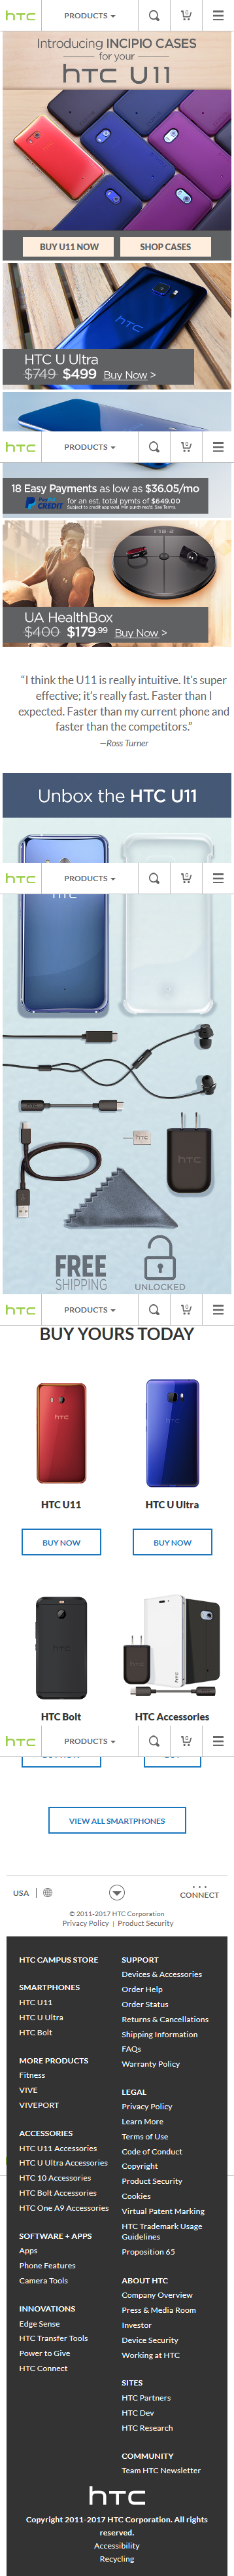 htc
PRODUCTS
0
Introducing INCIPIO CASES
for your
htc U11
BUY U11 NOW
SHOP CASES
htc
HTC U Ultra
$749 $499 Buy Now >
htc
PRODUCTS
0
18 Easy Payments as low as $36.05/mo
CREDIT
for an est. total pymts of $649.00
UA HealthBox
$400 $179.99 Buy Now >
“I think the U11 is really intuitive. It's super
effective; it's really fast. Faster than I
expected. Faster than my current phone and
faster than the competitors.”
—Ross Turner
Unbox the HTC U11
htc
PRODUCTS
0
htc
htc
htc
FREE
SHIPPING
UNLOCKED
htc
PRODUCTS
0
BUY YOURS TODAY
htc
htc
HTC U11
HTC U Ultra
BUY NOW
BUY NOW
htc
htc
HTC Bolt
HTC Accessories
htc
PRODUCTS
0
VIEW ALL SMARTPHONES
USA
CONNECT
© 2011-2017 HTC Corporation
Privacy Policy | Product Security
HTC CAMPUS STORE
SMARTPHONES
HTC U11
HTC U Ultra
HTC Bolt
MORE PRODUCTS
Fitness
VIVE
VIVEPORT
ACCESSORIES
HTC U11 Accessories
HTC U Ultra Accessories
HTC 10 Accessories
HTC Bolt Accessories
HTC One A9 Accessories
SOFTWARE + APPS
Apps
Phone Features
Camera Tools
INNOVATIONS
Edge Sense
HTC Transfer Tools
Power to Give
HTC Connect
SUPPORT
Devices & Accessories
Order Help
Order Status
Returns & Cancellations
Shipping Information
FAQs
Warranty Policy
LEGAL
Privacy Policy
Learn More
Terms of Use
Code of Conduct
Copyright
Product Security
Cookies
Virtual Patent Marking
HTC Trademark Usage
Guidelines
Proposition 65
ABOUT HTC
Company Overview
Press & Media Room
Investor
Device Security
Working at HTC
SITES
HTC Partners
HTC Dev
HTC Research
COMMUNITY
Team HTC Newsletter
htc
Copyright 2011-2017 HTC Corporation. All rights
reserved.
Accessibility
Recycling